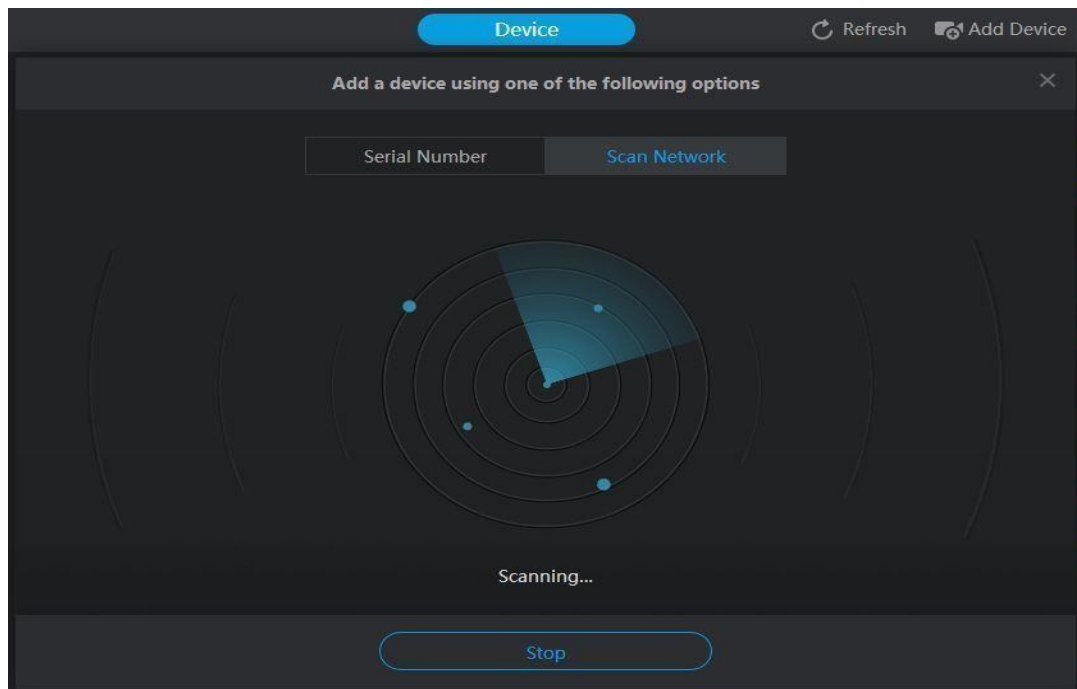 Device
Refresh
Add Device
Add a device using one of the following options
Serial Number
Scan Network
Scanning...
Stop